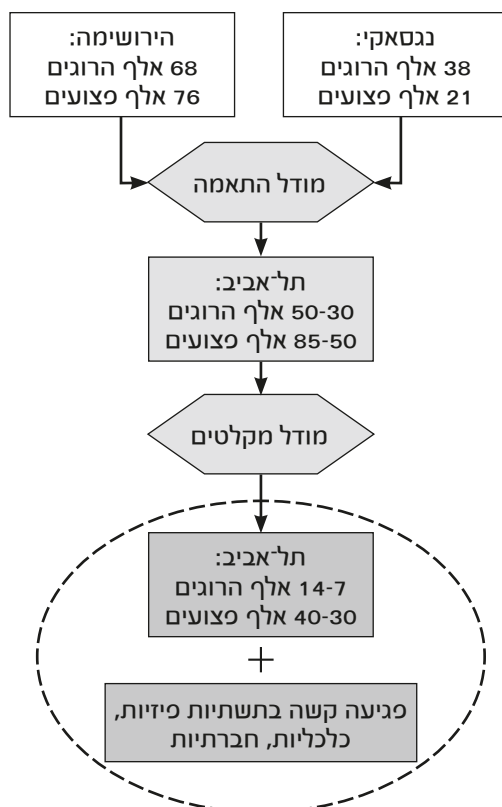 הירושימה:
68 אלף הרוגים
76 אלף פצועים
נגסאקי:
38 אלף הרוגים
21 אלף פצועים
מודל התאמה
תל־אביב:
50-30 אלף הרוגים
85-50 אלף פצועים
מודל מקלטים
תל־אביב:
14-7 אלף הרוגים
40-30 אלף פצועים
+
פגיעה קשה בתשתיות פיזיות,
כלכליות, חברתיות